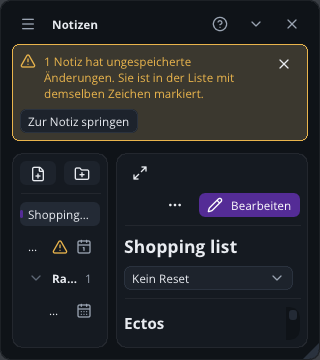 Notizen
1 Notiz hat ungespeicherte
Änderungen. Sie ist in der Liste mit
demselben Zeichen markiert.
Zur Notiz springen
Bearbeiten
Shopping...
...
1
Ra...
1
...
Shopping list
Kein Reset
Ectos